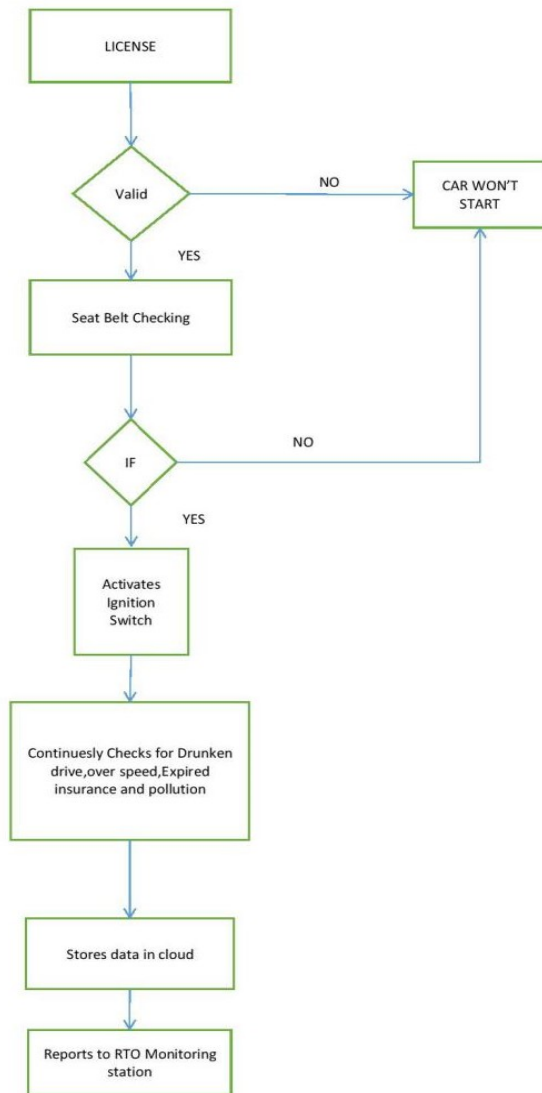 LICENSE
Valid
NO
CAR WON'T
START
YES
Seat Belt Checking
IF
NO
YES
Activates
Ignition
Switch
Continuesly Checks for Drunken
drive,over speed,Expired
insurance and pollution
Stores data in cloud
Reports to RTO Monitoring
station